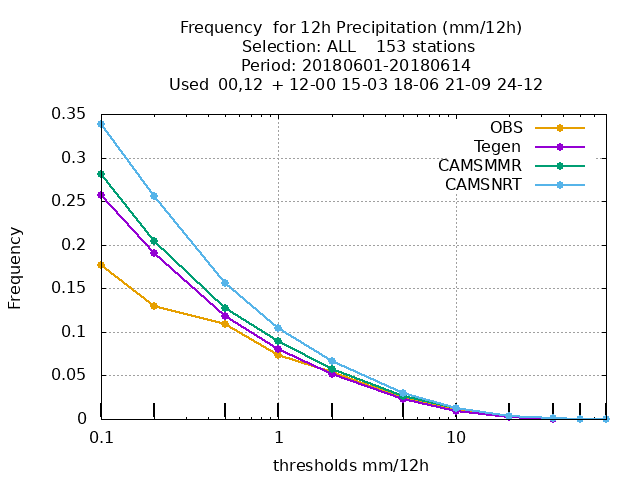 Frequency  for 12h Precipitation (mm/12h)
Selection: ALL    153 stations
Period: 20180601-20180614
Used  00,12  + 12-00 15-03 18-06 21-09 24-12
Frequency
0.35
0.3
0.25
0.2
0.15
0.1
0.05
0
OBS
Tegen
CAMSMMR
CAMSNRT
0.1 1 10
thresholds mm/12h